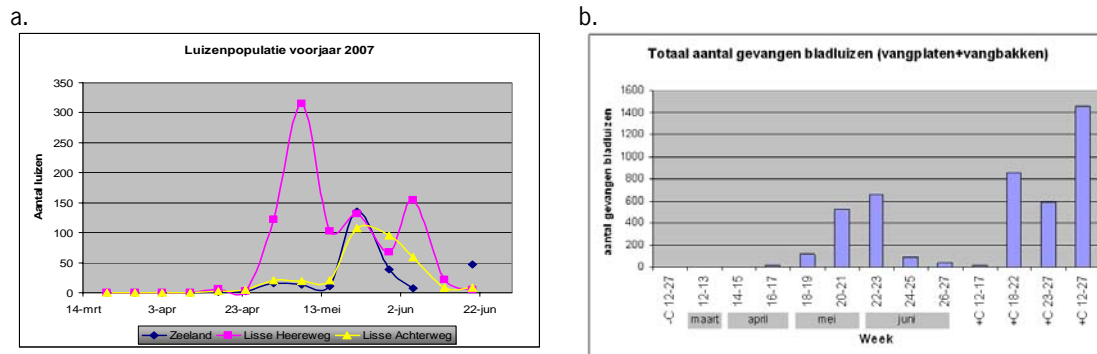 a.
Luizenpopulatie voorjaar 2007
Aantal luizen
350
300
250
200
150
100
50
0
14-mrt 3-apr 23-apr 13-mei 2-jun 22-jun
Zeeland Lisse Heereweg Lisse Achterweg
b.
Totaal aantal gevangen bladluizen (vangplaten+vangbakken)
aantal gevangen bladluizen
1600
1400
1200
1000
800
600
400
200
0
-C 12-27 12-13 14-15 16-17 18-19 20-21 22-23 24-25 26-27 +C 12-17 +C 18-22 +C 23-27 +C 12-27
maart april mei juni
Week